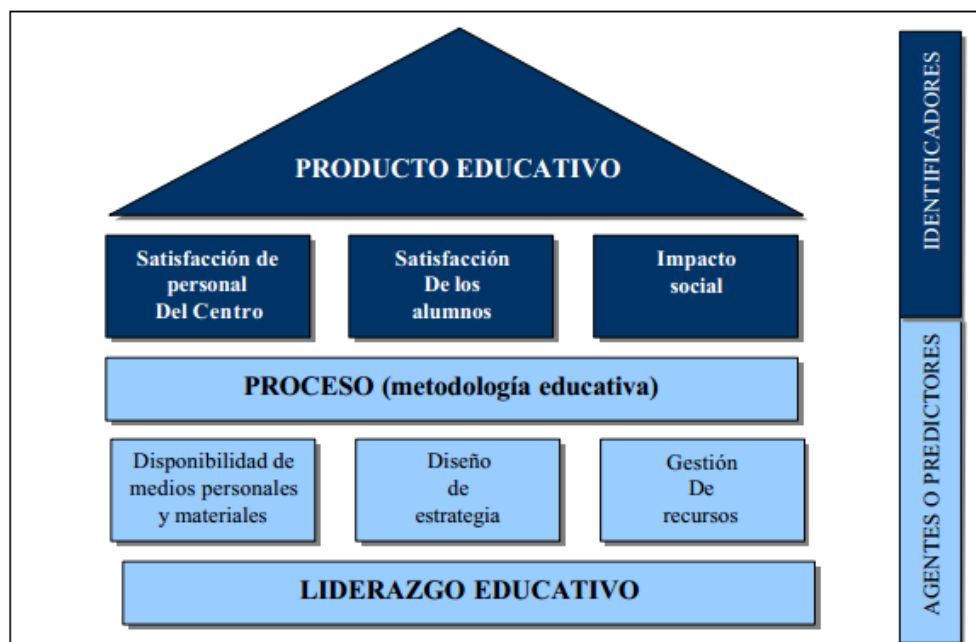 PRODUCTO EDUCATIVO
Satisfacción de
personal
Del Centro
Satisfacción
De los
alumnos
Impacto
social
PROCESO (metodología educativa)
Disponibilidad de
medios personales
y materiales
Diseño
de
estrategia
Gestión
De
recursos
LIDERAZGO EDUCATIVO
IDENTIFICADORES
AGENTES O PREDICTORES